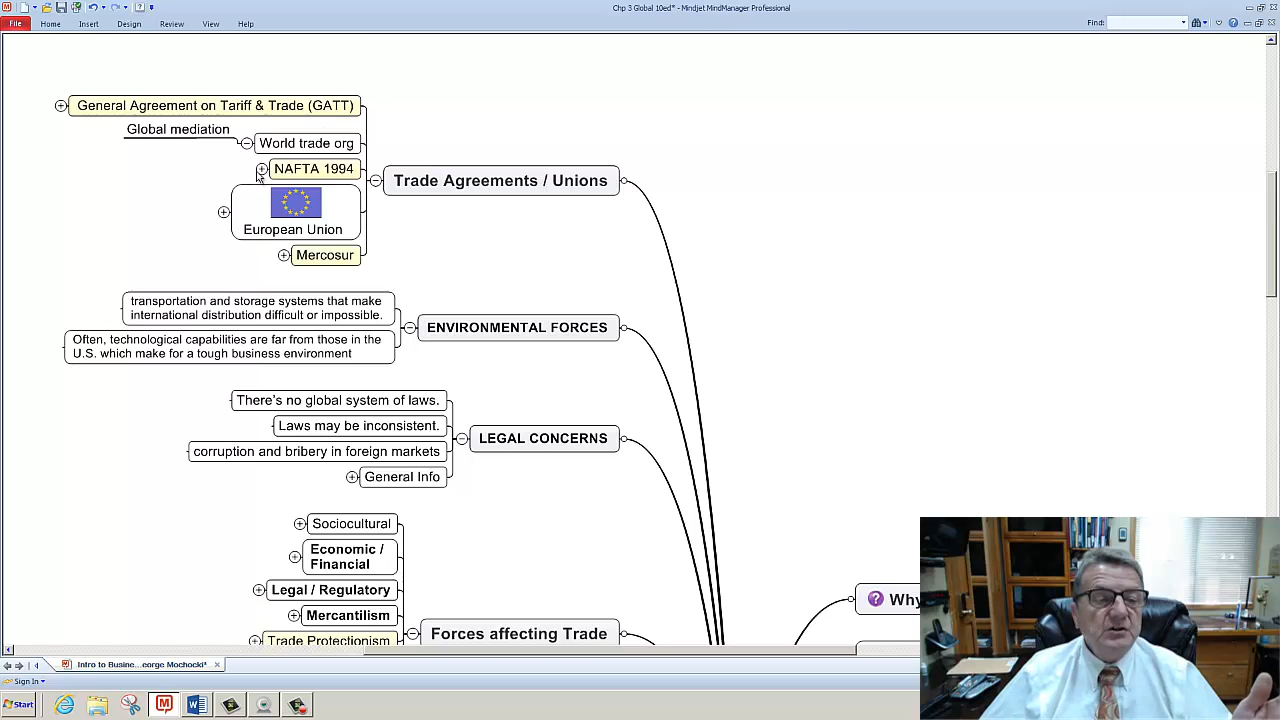 Chp 3 Global 10ed* - Mindjet MindManager Professional
File Home Insert Design Review View Help
Find:
General Agreement on Tariff & Trade (GATT)
Global mediation
World trade org
NAFTA 1994
European Union
Mercosur
Trade Agreements / Unions
transportation and storage systems that make
international distribution difficult or impossible.
Often, technological capabilities are far from those in the
U.S. which make for a tough business environment
ENVIRONMENTAL FORCES
There's no global system of laws.
Laws may be inconsistent.
corruption and bribery in foreign markets
General Info
LEGAL CONCERNS
Sociocultural
Economic /
Financial
Legal / Regulatory
Mercantilism
Trade Protectionism
Forces affecting Trade
Why
Intro to Busine...eorge Mochocki*
Sign In
Start